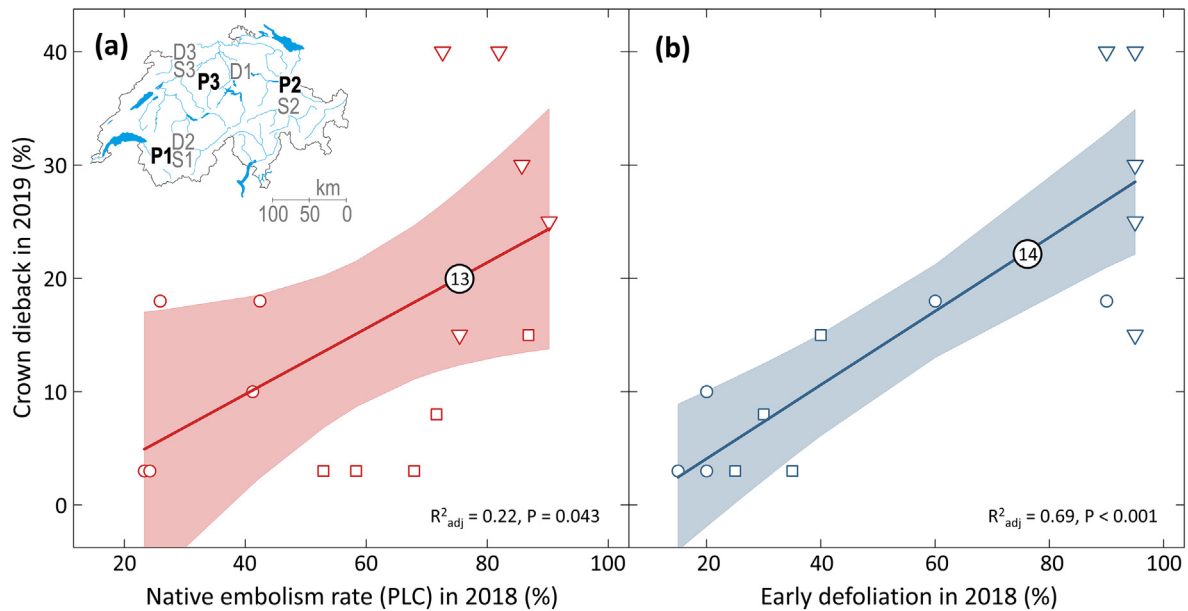 (a)
(b)
D3
S3
P3
D1
P2
S2
D2
P1
S1
km
100 50 0
40
30
20
10
0
Crown dieback in 2019 (%)
13
14
R²adj = 0.22, P = 0.043
R²adj = 0.69, P < 0.001
20 40 60 80 100
20 40 60 80 100
Native embolism rate (PLC) in 2018 (%)
Early defoliation in 2018 (%)